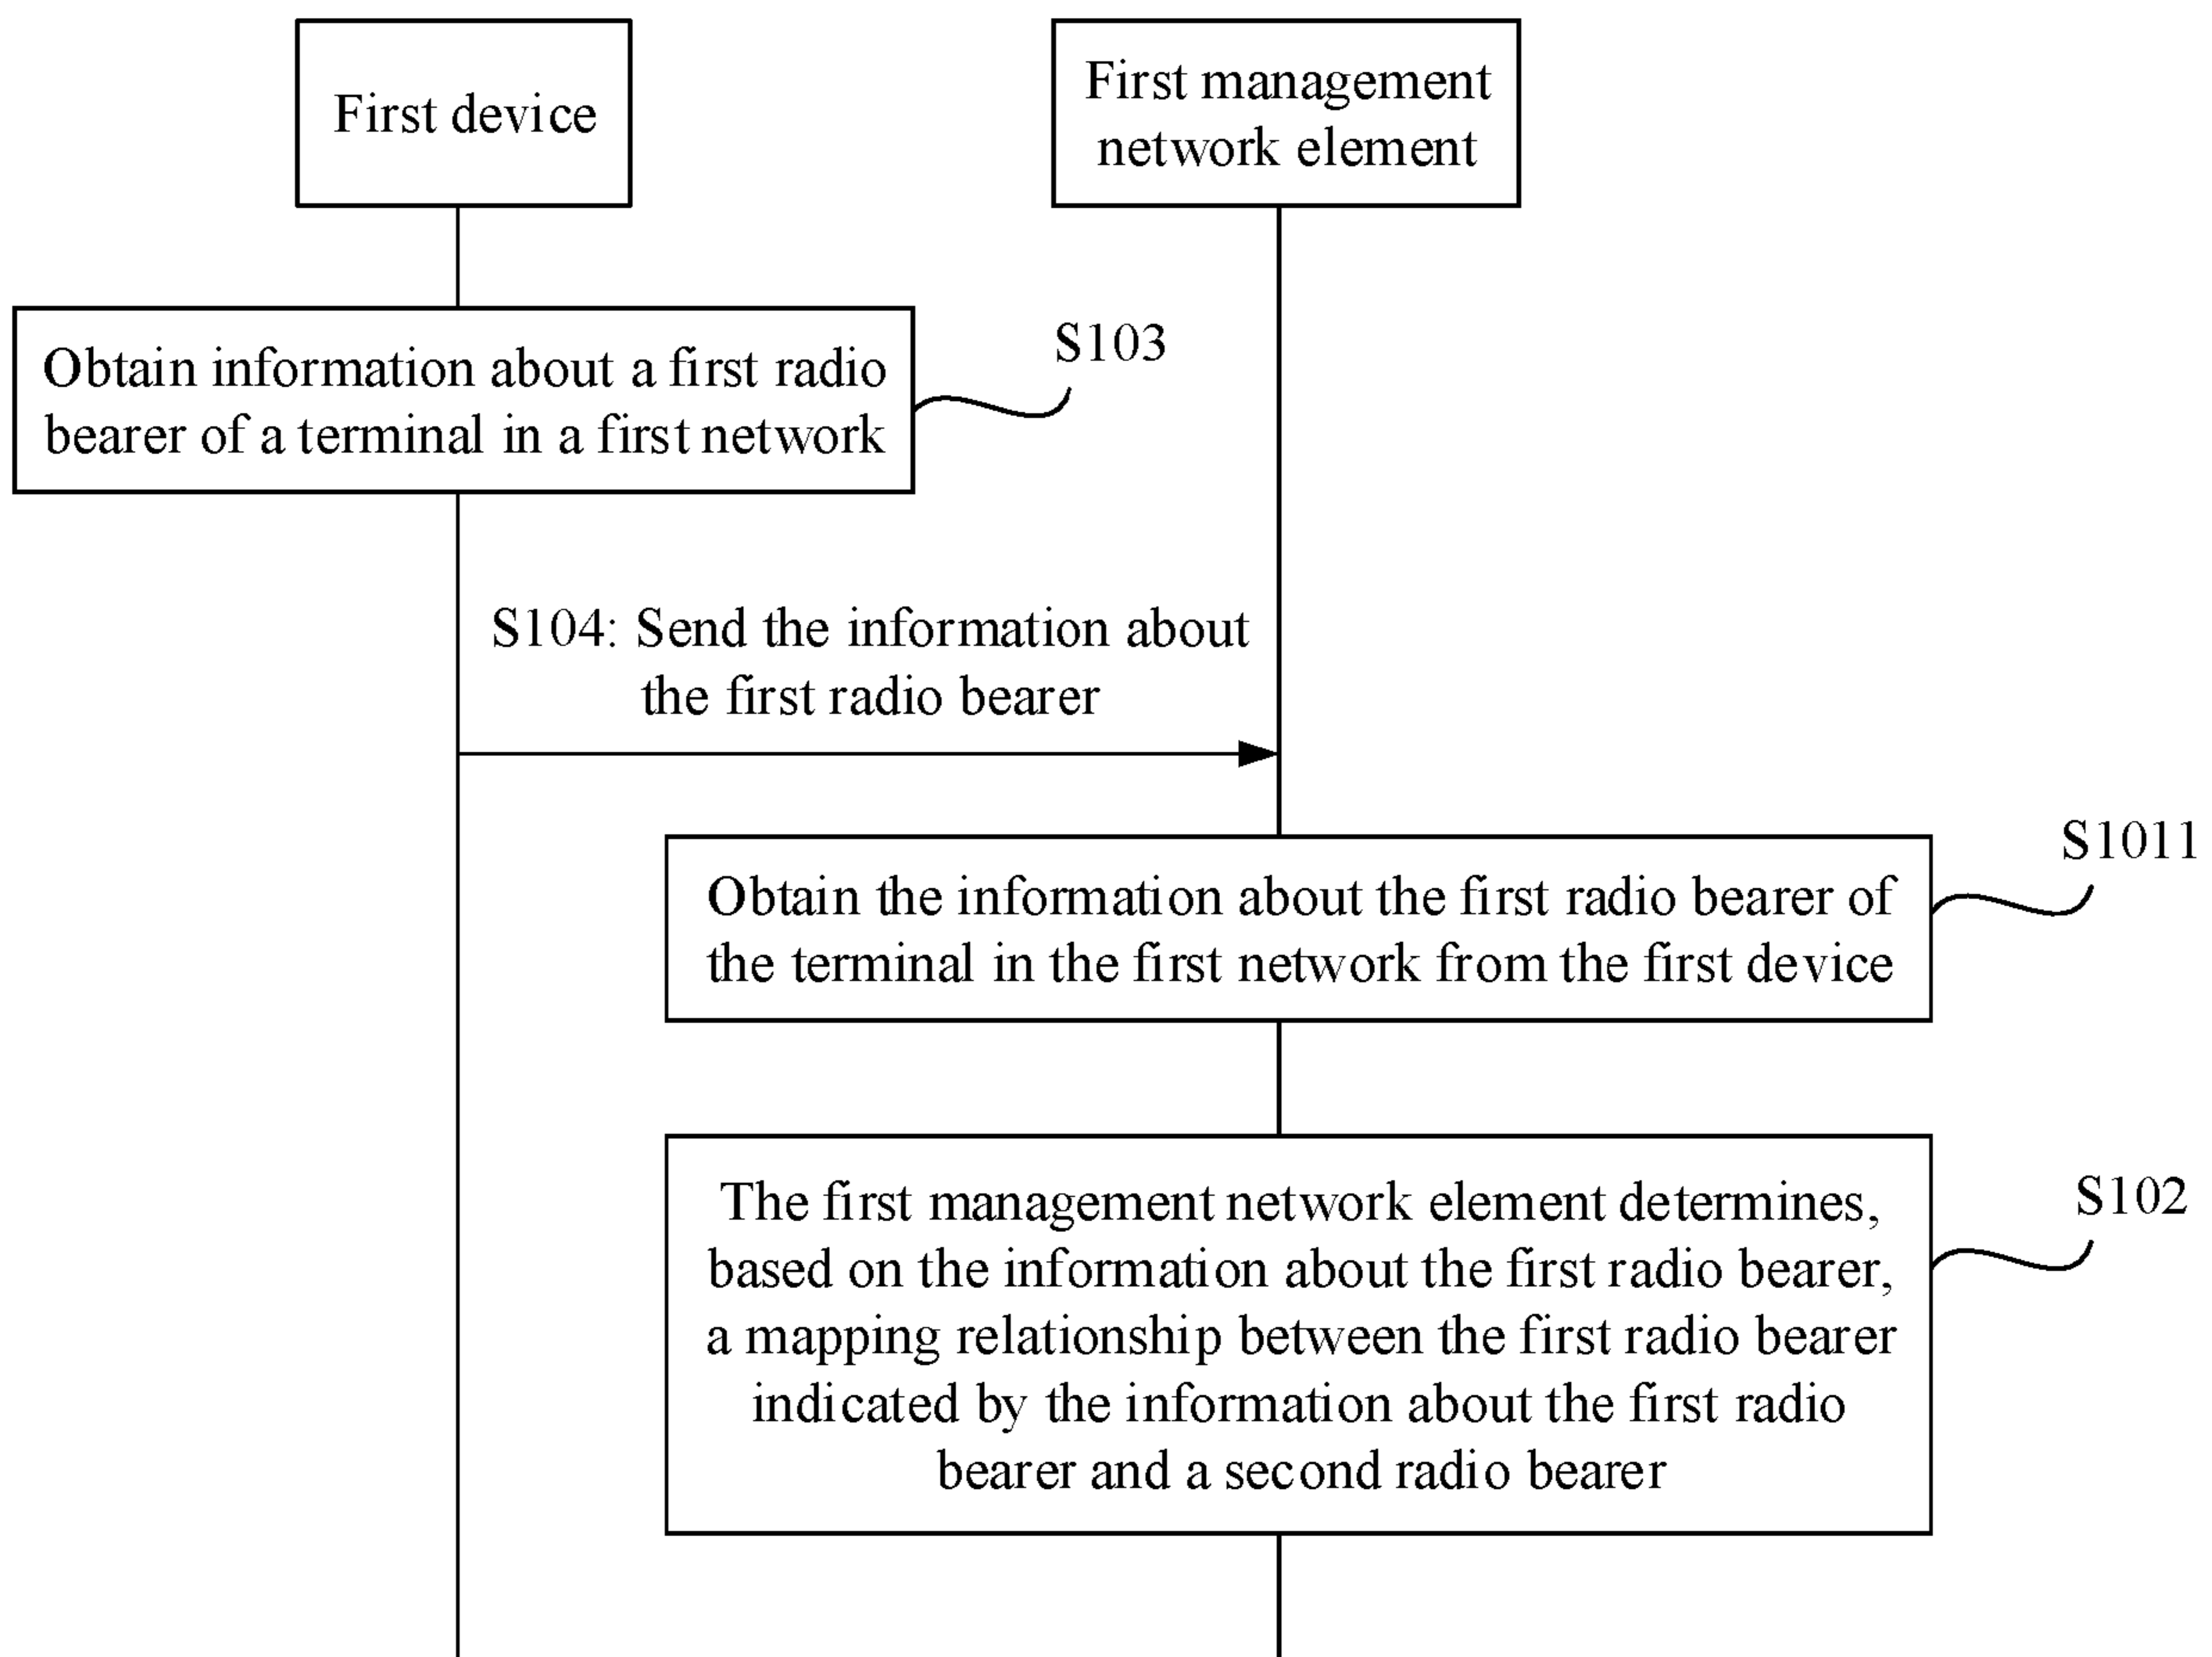 First device
First management
network element
Obtain information about a first radio
bearer of a terminal in a first network
S103
S104: Send the information about
the first radio bearer
S1011
Obtain the information about the first radio bearer of
the terminal in the first network from the first device
S102
The first management network element determines,
based on the information about the first radio bearer,
a mapping relationship between the first radio bearer
indicated by the information about the first radio
bearer and a second radio bearer